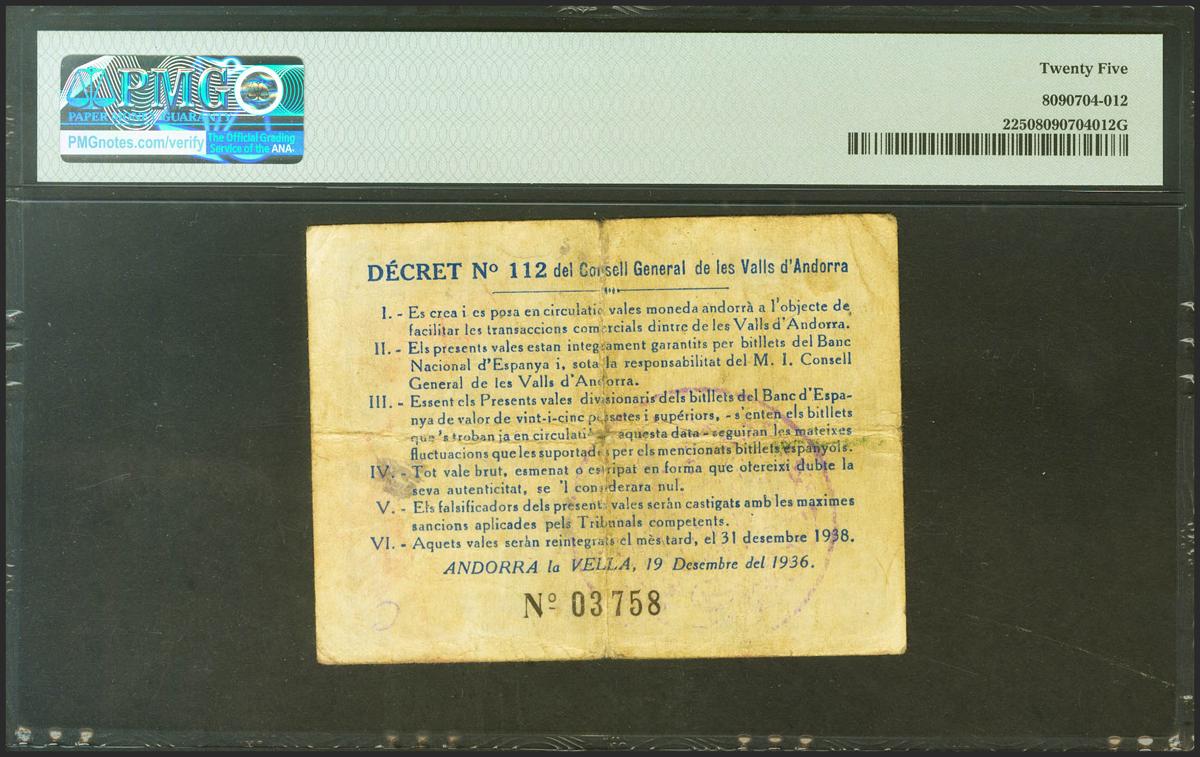 PMG
PAPER MONEY GUARANTY
PMGnotes.com/verify
The Official Grading
Service of the ANA.
Twenty Five
8090704-012
22508090704012G
DÉCRET Nº 112 del Consell General de les Valls d'Andorra
I. - Es crea i es posa en circulatio vales moneda andorrà a l'objecte de
facilitar les transaccions comercials dintre de les Valls d'Andorra.
II. - Els presents vales estan integrament garantits per bitllets del Banc
Nacional d'Espanya i, sota la responsabilitat del M. I. Consell
General de les Valls d'Andorra.
III. - Essent els Presents vales divisionaris dels bitllets del Banc d'Espa-
nya de valor de vint-i-cinc pessetes i supériors, - s'enten els bitllets
que 's troban ja en circulati aquesta data - seguiran les mateixes
fluctuacions que les suportades per els mencionats bitllets espanyols.
IV. - Tot vale brut, esmenat o estripat en forma que otereixi dubte la
seva autenticitat, se 'l considerara nul.
V. - Els falsificadors dels presents vales seràn castigats amb les maximes
sancions aplicades pels Tribunals competents.
VI. - Aquets vales seràn reintegrats el mès tard, el 31 desembre 1938.
ANDORRA la VELLA, 19 Desembre del 1936.
Nº 03758